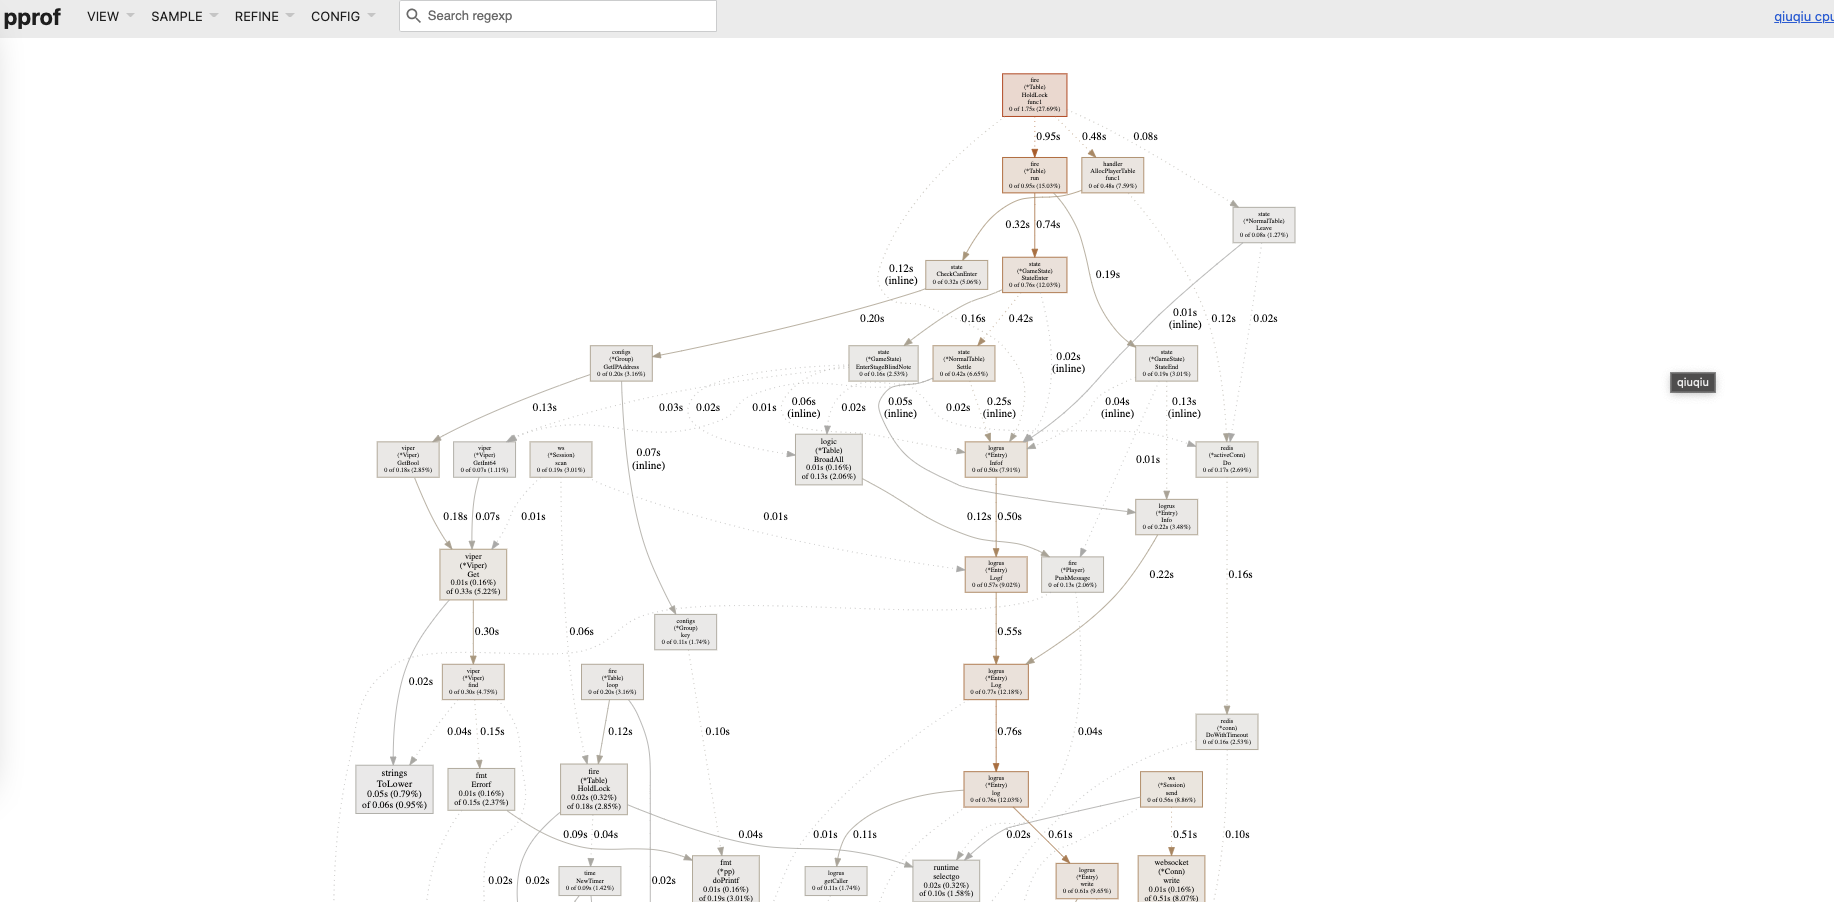 pprof
VIEW
SAMPLE
REFINE
CONFIG
Search regexp
qiuqiu cpu
fire
(*Table)
HoldLock
func1
0 of 1.75s (27.69%)
0.95s
0.48s
0.08s
fire
(*Table)
run
0 of 0.95s (15.03%)
handler
AllocPlayerTable
func1
0 of 0.48s (7.59%)
state
(*NormalTable)
Leave
0 of 0.08s (1.27%)
0.32s
0.74s
0.12s
(inline)
state
CheckCanEnter
0 of 0.32s (5.06%)
state
(*GameState)
StateEnter
0 of 0.76s (12.03%)
0.19s
0.20s
0.16s
0.42s
0.01s
(inline)
0.12s
0.02s
configs
(*Group)
GetIPAddress
0 of 0.20s (3.16%)
state
(*GameState)
EnterStageBlindNote
0 of 0.16s (2.53%)
state
(*NormalTable)
Settle
0 of 0.42s (6.65%)
0.02s
(inline)
state
(*GameState)
StateEnd
0 of 0.19s (3.01%)
qiuqiu
0.13s
0.03s
0.02s
0.01s
0.06s
(inline)
0.02s
0.05s
(inline)
0.02s
0.25s
(inline)
0.04s
(inline)
0.13s
(inline)
viper
(*Viper)
GetBool
0 of 0.18s (2.85%)
viper
(*Viper)
GetInt64
0 of 0.07s (1.11%)
ws
(*Session)
scan
0 of 0.19s (3.01%)
0.07s
(inline)
logic
(*Table)
BroadAll
0.01s (0.16%)
of 0.13s (2.06%)
logrus
(*Entry)
Infof
0 of 0.50s (7.91%)
0.01s
redis
(*activeConn)
Do
0 of 0.17s (2.69%)
0.18s
0.07s
0.01s
0.01s
0.12s
0.50s
logrus
(*Entry)
Info
0 of 0.22s (3.48%)
viper
(*Viper)
Get
0.01s (0.16%)
of 0.33s (5.22%)
logrus
(*Entry)
Logf
0 of 0.57s (9.02%)
fire
(*Player)
PushMessage
0 of 0.13s (2.06%)
0.22s
0.16s
0.30s
0.06s
configs
(*Group)
key
0 of 0.11s (1.74%)
0.55s
0.02s
viper
(*Viper)
find
0 of 0.30s (4.75%)
fire
(*Table)
loop
0 of 0.20s (3.16%)
logrus
(*Entry)
Log
0 of 0.77s (12.18%)
0.04s
0.15s
0.12s
0.10s
0.76s
0.04s
redis
(*conn)
DoWithTimeout
0 of 0.16s (2.53%)
strings
ToLower
0.05s (0.79%)
of 0.06s (0.95%)
fmt
Errorf
0.01s (0.16%)
of 0.15s (2.37%)
fire
(*Table)
HoldLock
0.02s (0.32%)
of 0.18s (2.85%)
logrus
(*Entry)
log
0 of 0.76s (12.03%)
ws
(*Session)
send
0 of 0.56s (8.86%)
0.09s
0.04s
0.04s
0.01s
0.11s
0.02s
0.61s
0.51s
0.10s
0.02s
0.02s
time
NewTimer
0 of 0.09s (1.42%)
0.02s
fmt
(*pp)
doPrintf
0.01s (0.16%)
of 0.19s (3.01%)
logrus
getCaller
0 of 0.11s (1.74%)
runtime
selectgo
0.02s (0.32%)
of 0.10s (1.58%)
logrus
(*Entry)
write
0 of 0.61s (9.65%)
websocket
(*Conn)
write
0.01s (0.16%)
of 0.51s (8.07%)